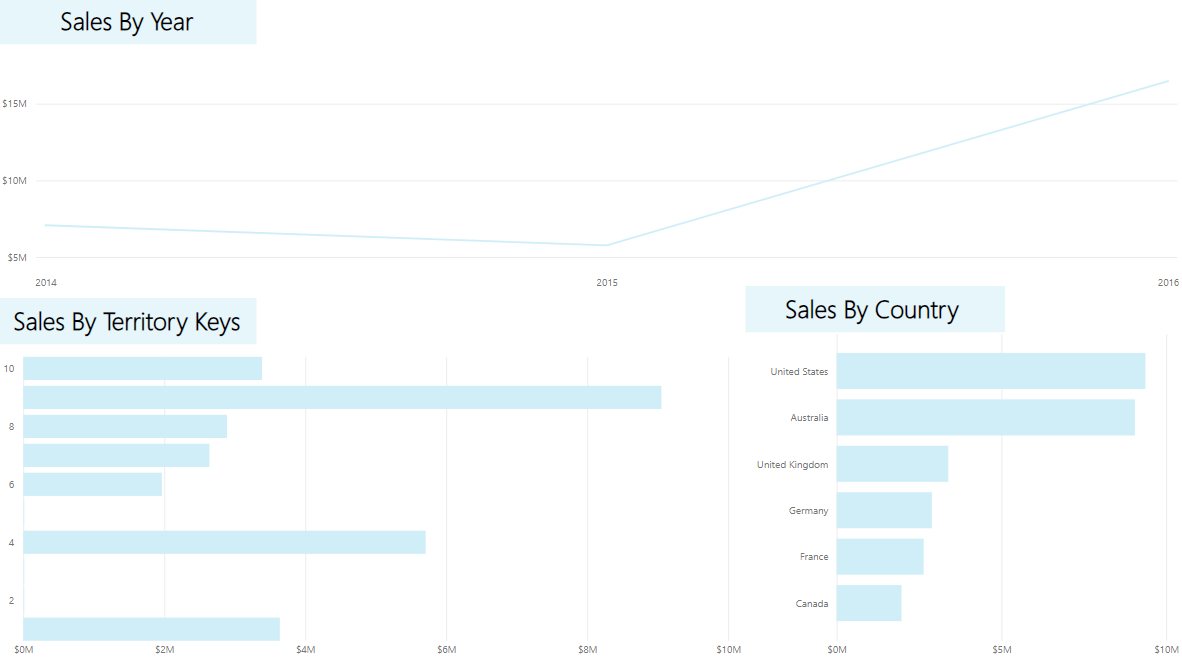 Sales By Year
$15M
$10M
$5M
2014 2015 2016
Sales By Territory Keys
10
8
6
4
2
$0M $2M $4M $6M $8M $10M
Sales By Country
United States
Australia
United Kingdom
Germany
France
Canada
$0M $5M $10M